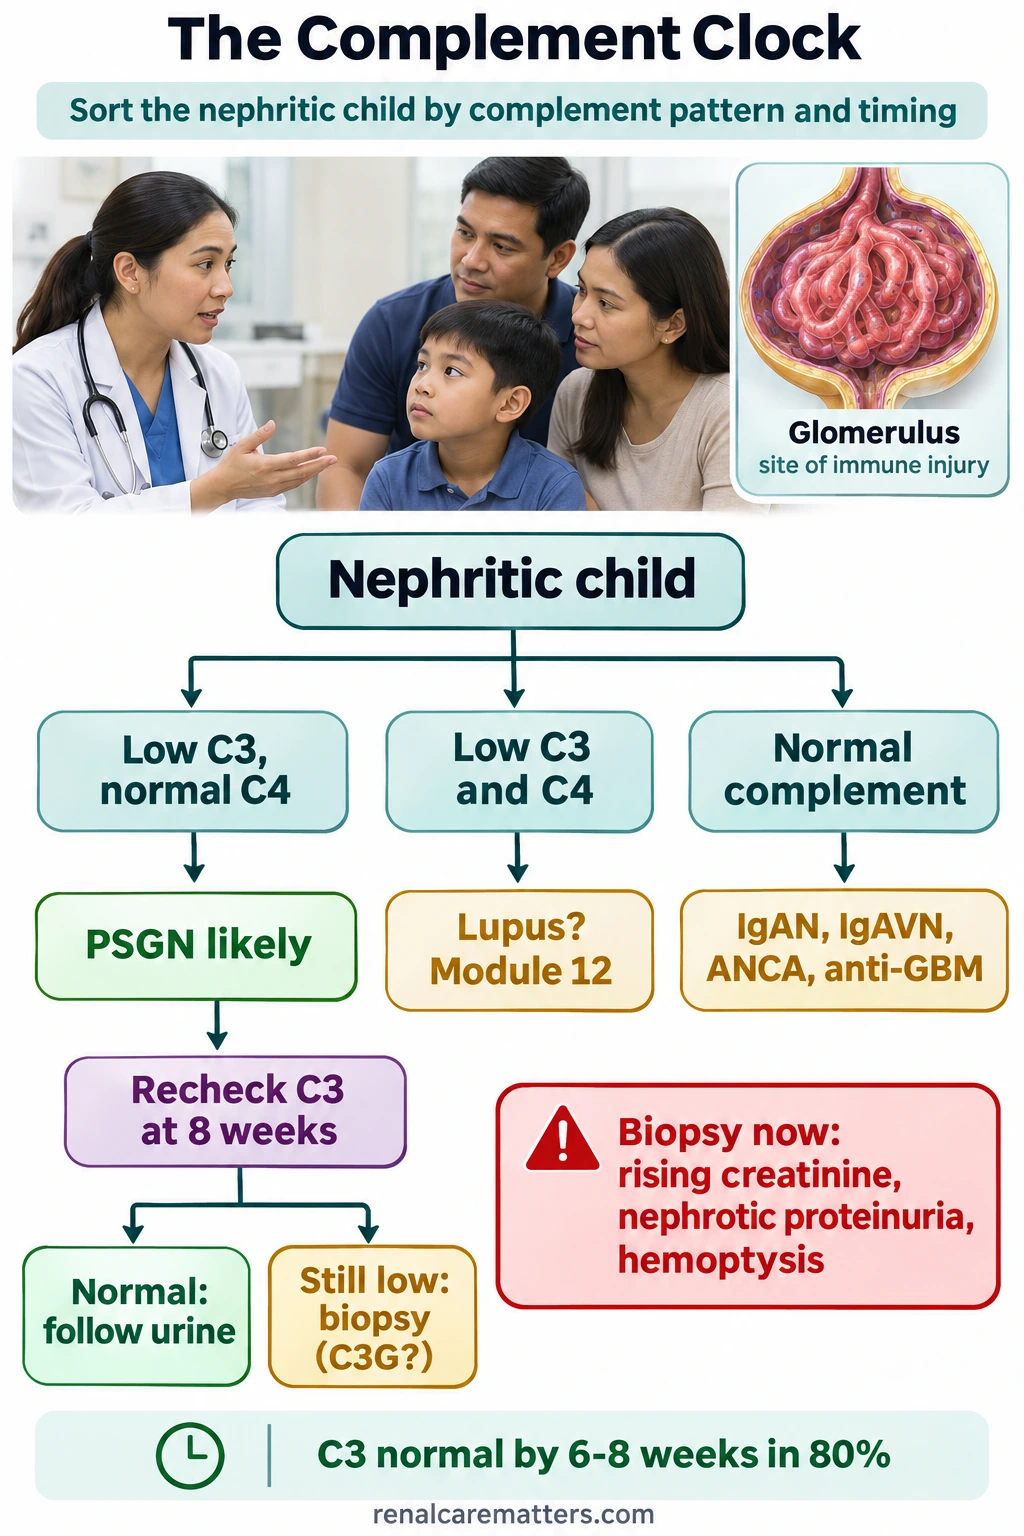 The Complement Clock
Sort the nephritic child by complement pattern and timing
Glomerulus
site of immune injury
Nephritic child
Low C3,
normal C4
Low C3
and C4
Normal
complement
PSGN likely
Lupus?
Module 12
IgAN, IgAVN,
ANCA, anti-GBM
Recheck C3
at 8 weeks
Biopsy now:
rising creatinine,
nephrotic proteinuria,
hemoptysis
Normal:
follow urine
Still low:
biopsy
(C3G?)
C3 normal by 6-8 weeks in 80%
renalcarematters.com